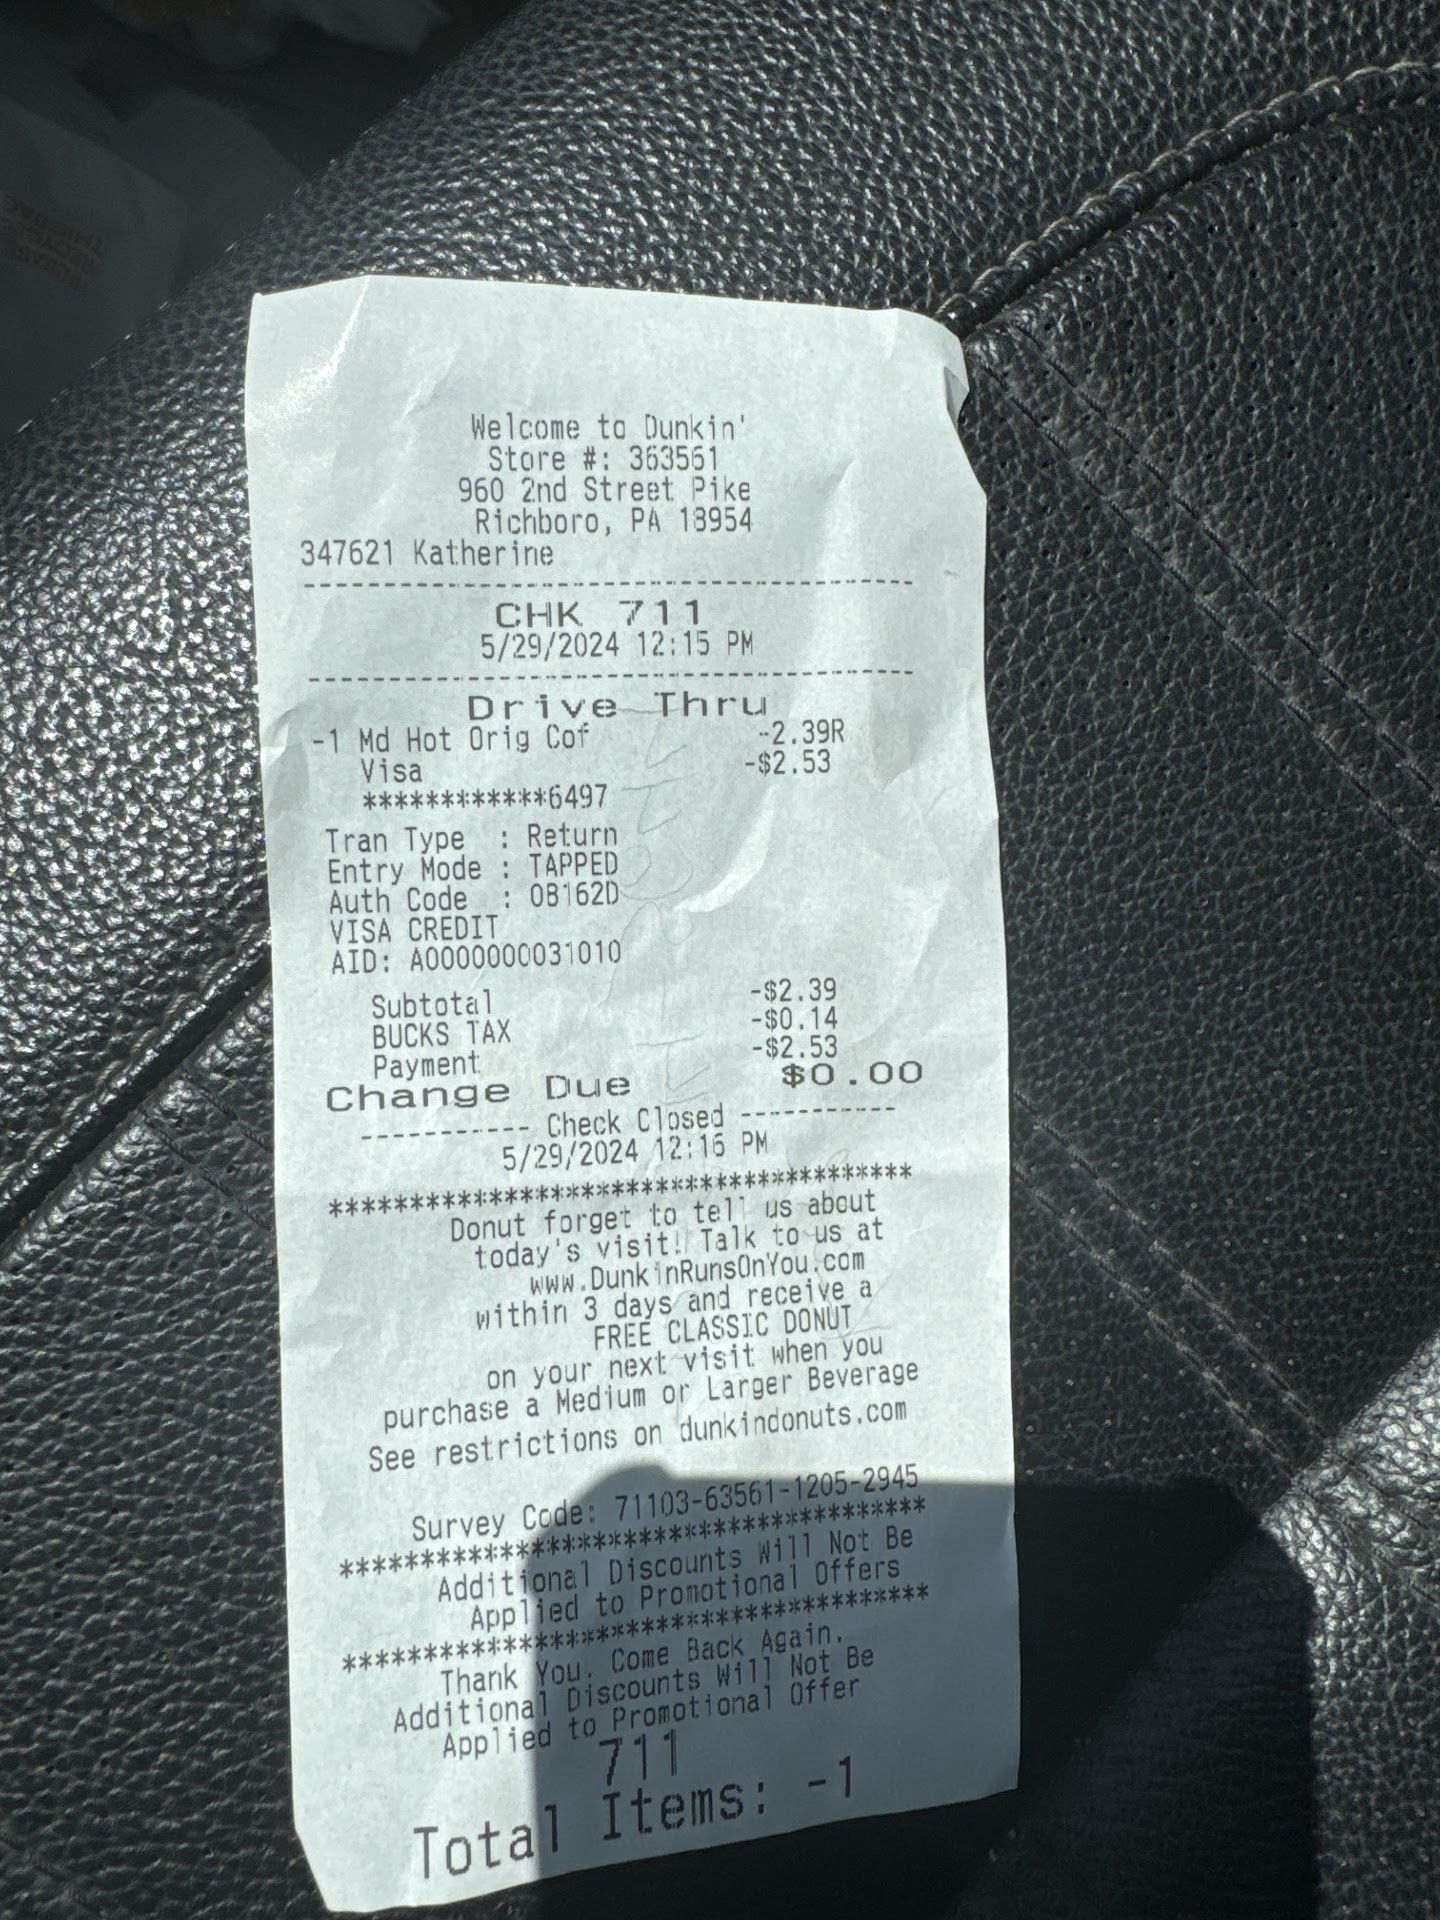 Welcome to Dunkin'
Store #: 363561
960 2nd Street Pike
Richboro, PA 18954
347621 Katherine
CHK 711
5/29/2024 12:15 PM
Drive Thru
-1 Md Hot Orig Cof -2.39R
Visa -$2.53
************6497
Tran Type : Return
Entry Mode : TAPPED
Auth Code : 08162D
VISA CREDIT
AID: A0000000031010
Subtotal -$2.39
BUCKS TAX -$0.14
Payment -$2.53
Change Due $0.00
----------- Check Closed -----------
5/29/2024 12:16 PM
**************************************
Donut forget to tell us about
today's visit! Talk to us at
www.DunkinRunsOnYou.com
within 3 days and receive a
FREE CLASSIC DONUT
on your next visit when you
purchase a Medium or Larger Beverage
See restrictions on dunkindonuts.com
Survey Code: 71103-63561-1205-2945
**************************************
Additional Discounts Will Not Be
Applied to Promotional Offers
**************************************
Thank You. Come Back Again.
Additional Discounts Will Not Be
Applied to Promotional Offer
711
Total Items: -1